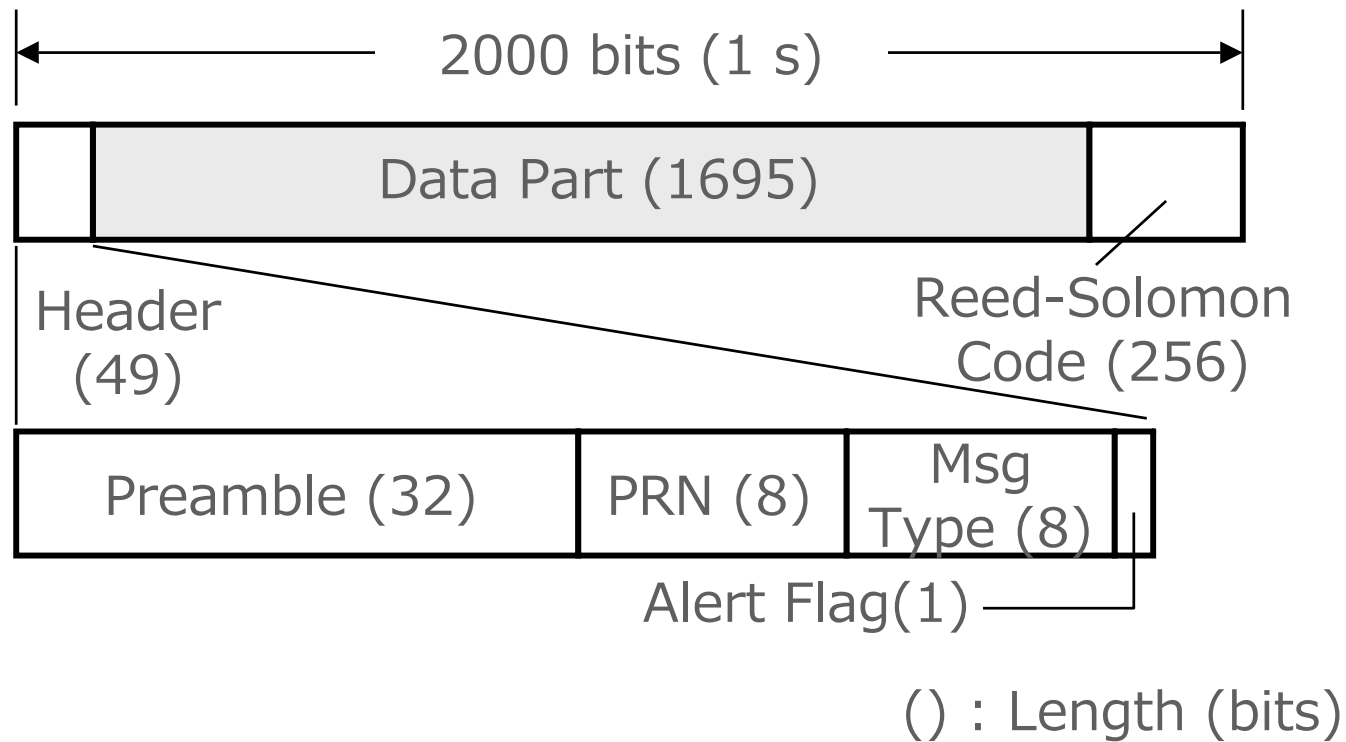 2000 bits (1 s)
Data Part (1695)
Header
(49)
Reed-Solomon
Code (256)
Preamble (32)
PRN (8)
Msg
Type (8)
Alert Flag(1)
() : Length (bits)